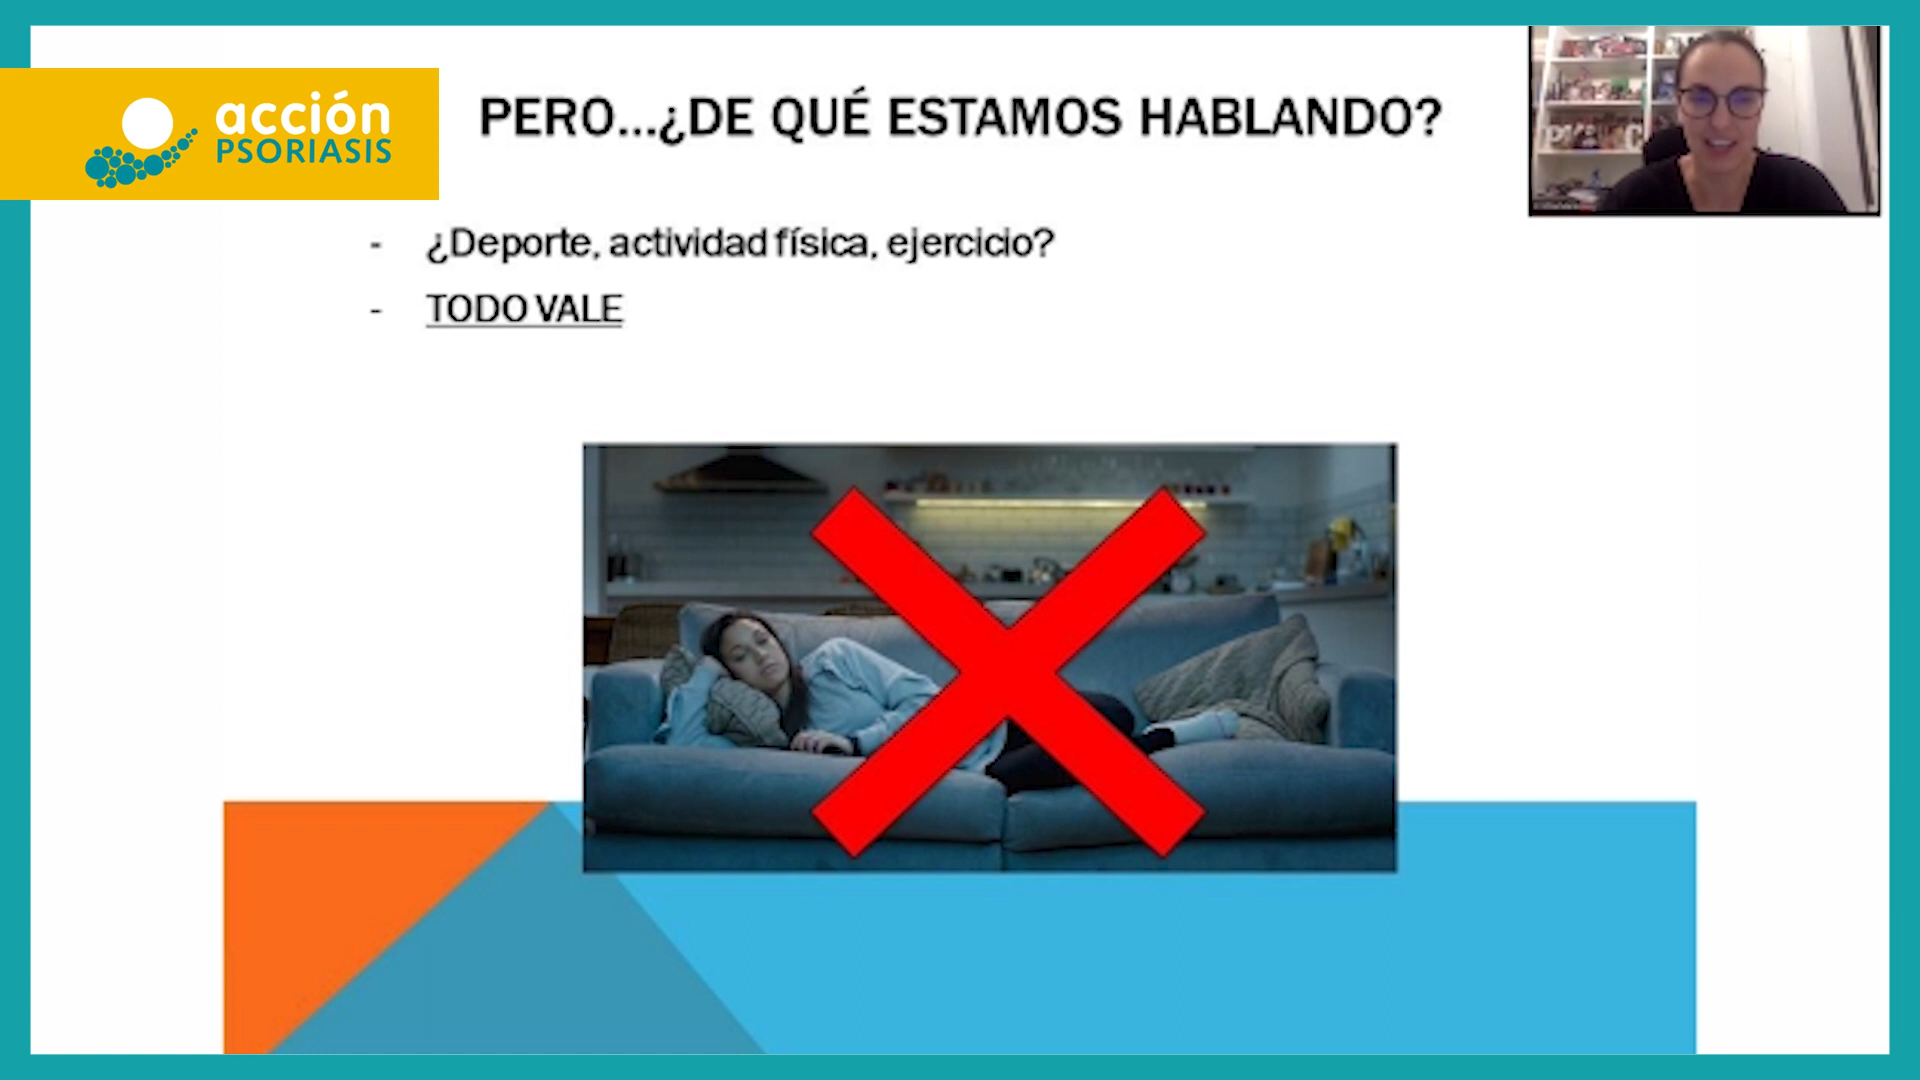 acción
PSORIASIS
PERO...¿DE QUÉ ESTAMOS HABLANDO?
- ¿Deporte, actividad física, ejercicio?
- TODO VALE